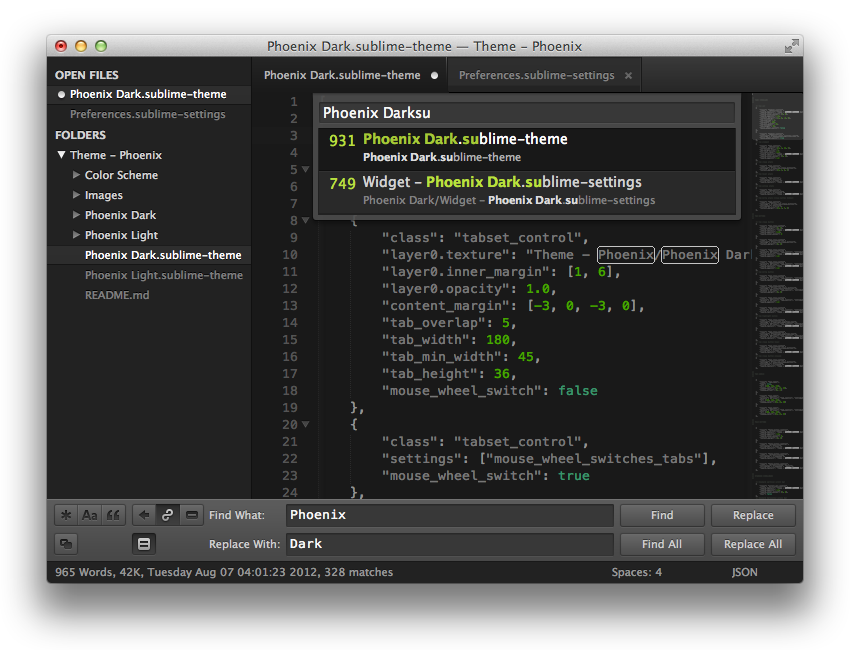 Phoenix Dark.sublime-theme — Theme – Phoenix
OPEN FILES
Phoenix Dark.sublime-theme
Preferences.sublime-settings
FOLDERS
Theme – Phoenix
Color Scheme
Images
Phoenix Dark
Phoenix Light
Phoenix Dark.sublime-theme
Phoenix Light.sublime-theme
README.md
Phoenix Dark.sublime-theme Preferences.sublime-settings ×
Phoenix Darksu
931 Phoenix Dark.sublime-theme
Phoenix Dark.sublime-theme
749 Widget – Phoenix Dark.sublime-settings
Phoenix Dark/Widget – Phoenix Dark.sublime-settings
1
2
3
4
5
6
7
8 {
9 "class": "tabset_control",
10 "layer0.texture": "Theme – Phoenix/Phoenix Dar
11 "layer0.inner_margin": [1, 6],
12 "layer0.opacity": 1.0,
13 "content_margin": [-3, 0, -3, 0],
14 "tab_overlap": 5,
15 "tab_width": 180,
16 "tab_min_width": 45,
17 "tab_height": 36,
18 "mouse_wheel_switch": false
19 },
20 {
21 "class": "tabset_control",
22 "settings": ["mouse_wheel_switches_tabs"],
23 "mouse_wheel_switch": true
24 },
Aa Find What: Phoenix Find Replace
Replace With: Dark Find All Replace All
965 Words, 42K, Tuesday Aug 07 04:01:23 2012, 328 matches Spaces: 4 JSON